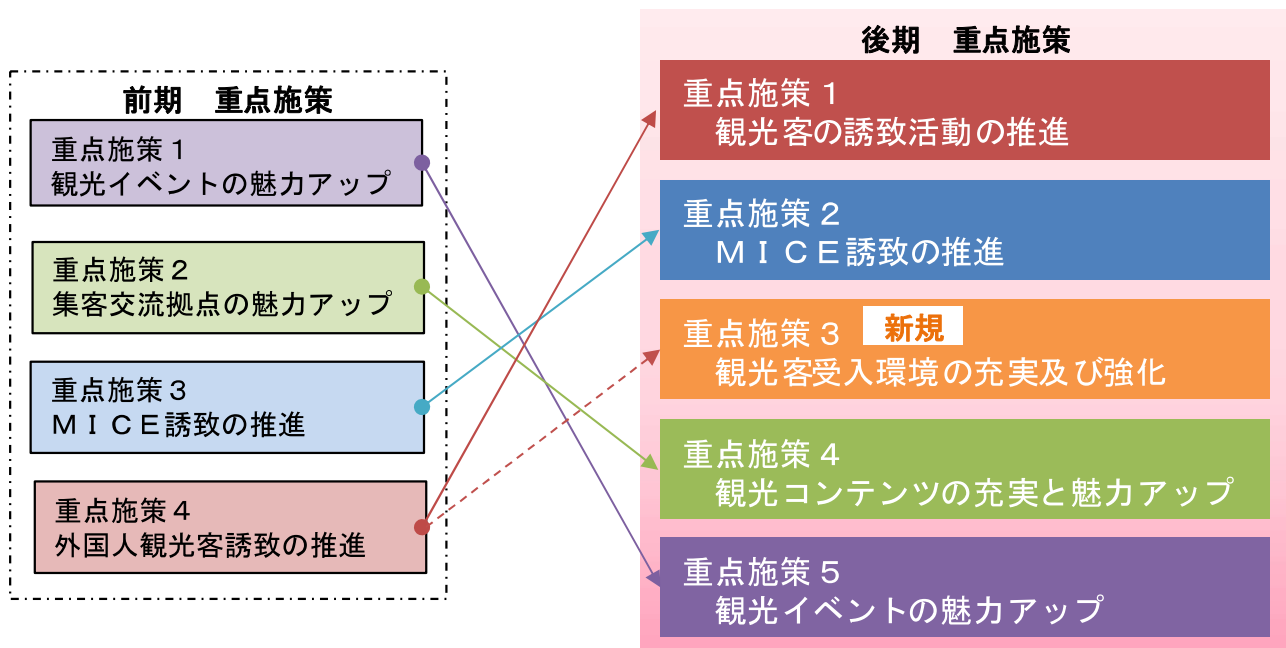 前期　重点施策
重点施策１
観光イベントの魅力アップ
重点施策２
集客交流拠点の魅力アップ
重点施策３
ＭＩＣＥ誘致の推進
重点施策４
外国人観光客誘致の推進
後期　重点施策
重点施策１
観光客の誘致活動の推進
重点施策２
ＭＩＣＥ誘致の推進
重点施策３　新規
観光客受入環境の充実及び強化
重点施策４
観光コンテンツの充実と魅力アップ
重点施策５
観光イベントの魅力アップ